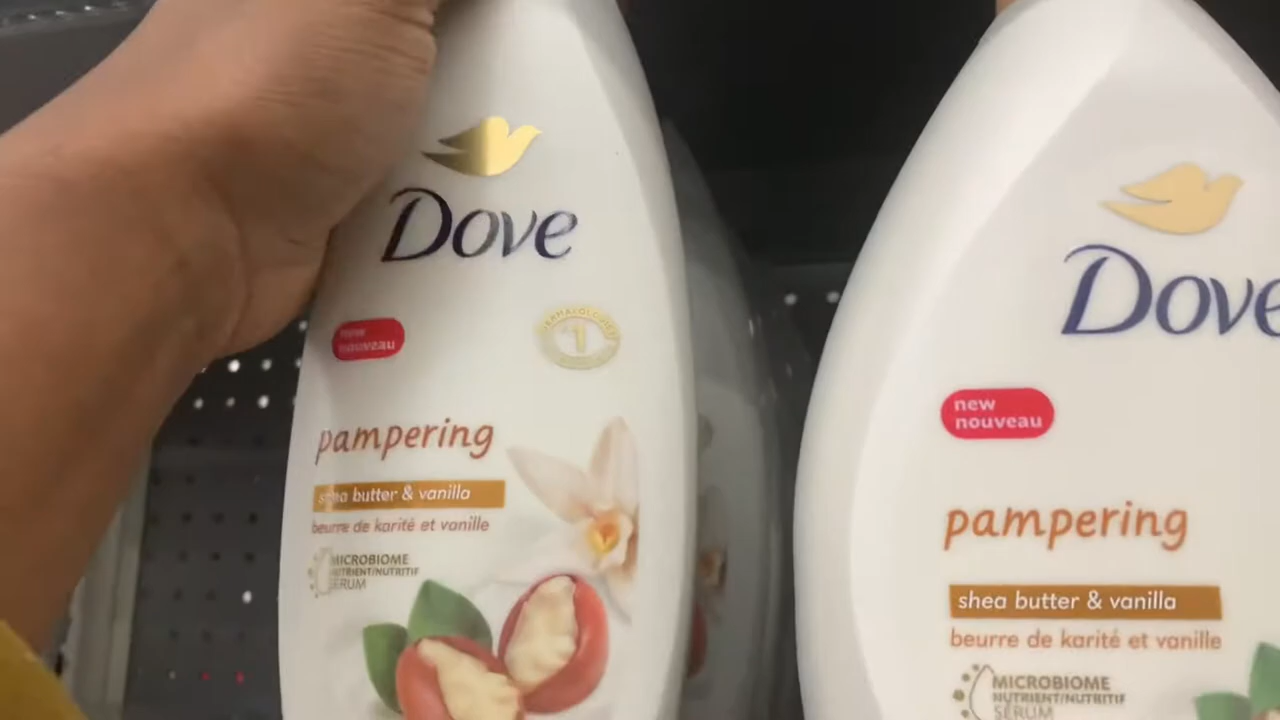 Dove
new
nouveau
1
pampering
shea butter & vanilla
beurre de karité et vanille
MICROBIOME
NUTRIENT/NUTRITIF
SERUM
Dove
new
nouveau
pampering
shea butter & vanilla
beurre de karité et vanille
MICROBIOME
NUTRIENT/NUTRITIF
SERUM